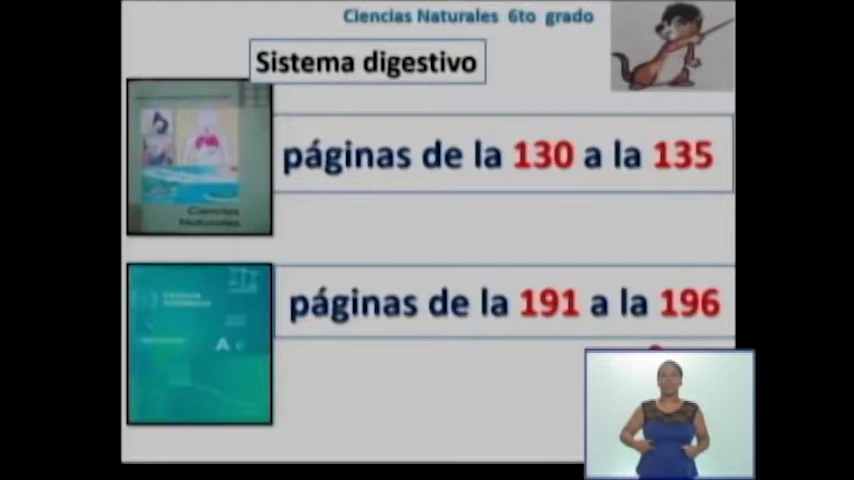 Ciencias Naturales 6to grado
Sistema digestivo
páginas de la 130 a la 135
Ciencias
Naturales
páginas de la 191 a la 196
A